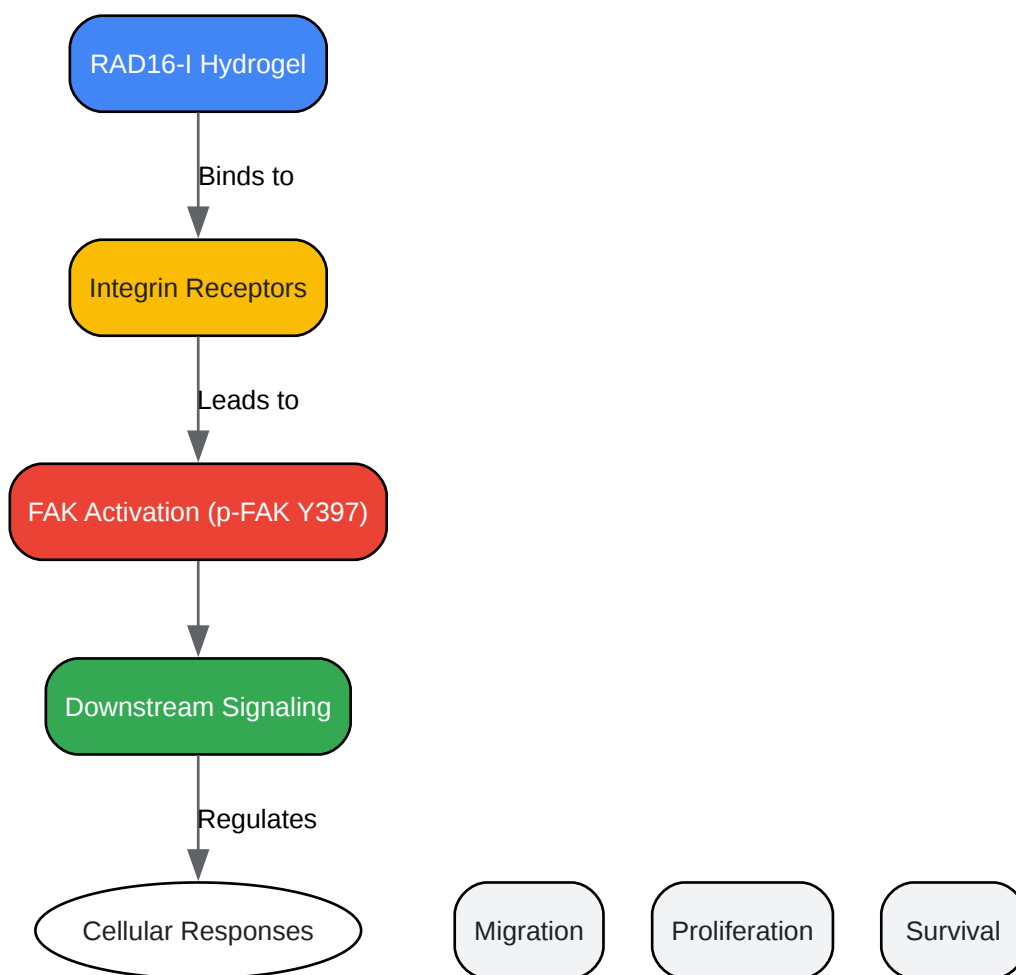 RAD16-I Hydrogel
Binds to
Integrin Receptors
Leads to
FAK Activation (p-FAK Y397)
Downstream Signaling
Regulates
Cellular Responses
Migration
Proliferation
Survival